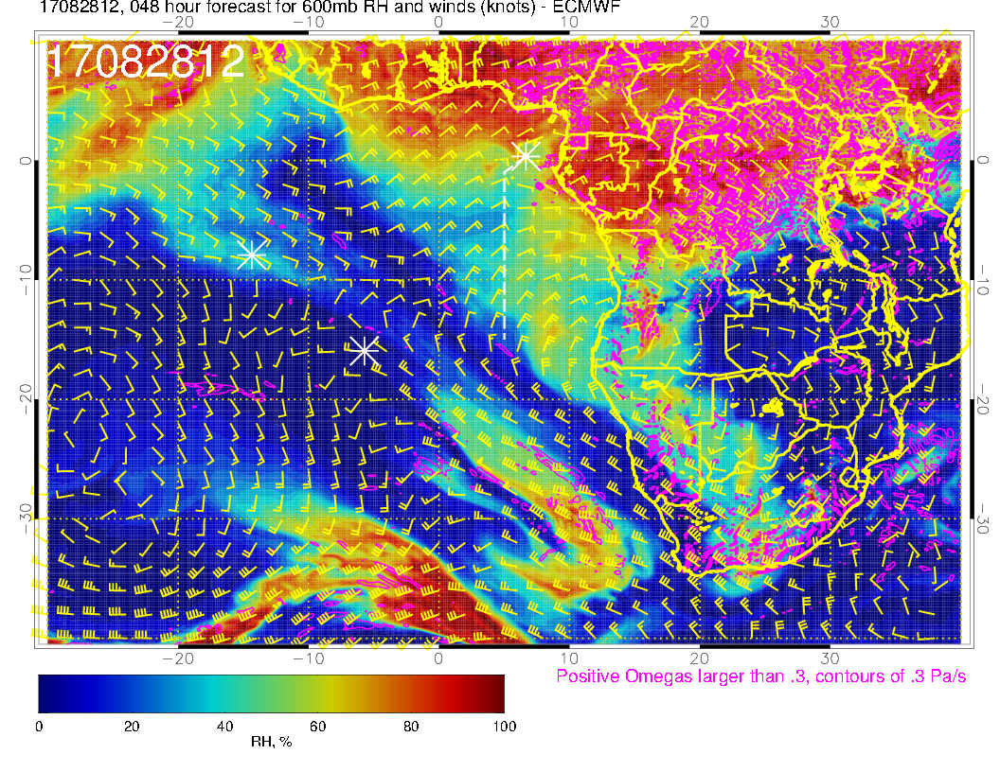 17082812, 048 hour forecast for 600mb RH and winds (knots) - ECMWF
−20 −10 0 10 20 30
17082812
0 0
−10 −10
−20 −20
−30 −30
−20 −10 0 10 20 30
Positive Omegas larger than .3, contours of .3 Pa/s
0 20 40 60 80 100
RH, %